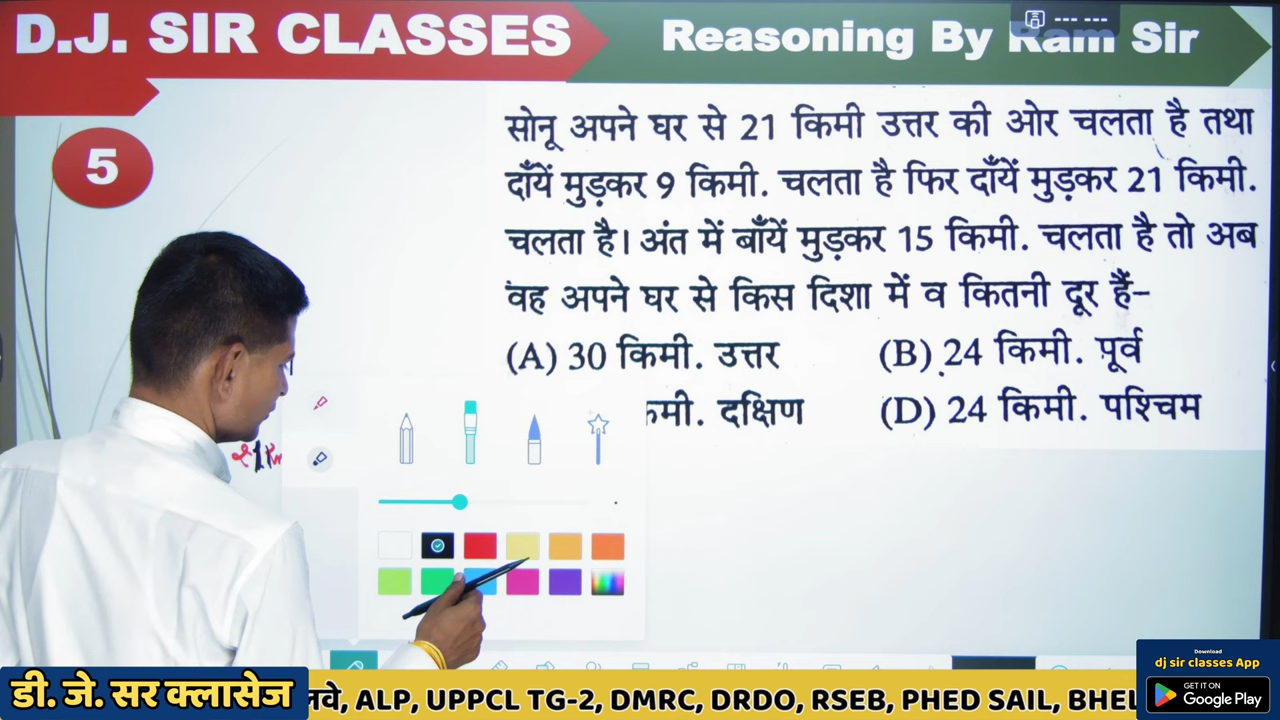 D.J. SIR CLASSES
Reasoning By Ram Sir
5
सोनू अपने घर से 21 किमी उत्तर की ओर चलता है तथा
दाँयें मुड़कर 9 किमी. चलता है फिर दाँयें मुड़कर 21 किमी.
चलता है। अंत में बाँयें मुड़कर 15 किमी. चलता है तो अब
वह अपने घर से किस दिशा में व कितनी दूर हैं–
(A) 30 किमी. उत्तर (B) 24 किमी. पूर्व
दक्षिण (D) 24 किमी. पश्चिम
डी. जे. सर क्लासेज
ALP, UPPCL TG-2, DMRC, DRDO, RSEB, PHED SAIL, BHEL
Download
dj sir classes App
GET IT ON
Google Play